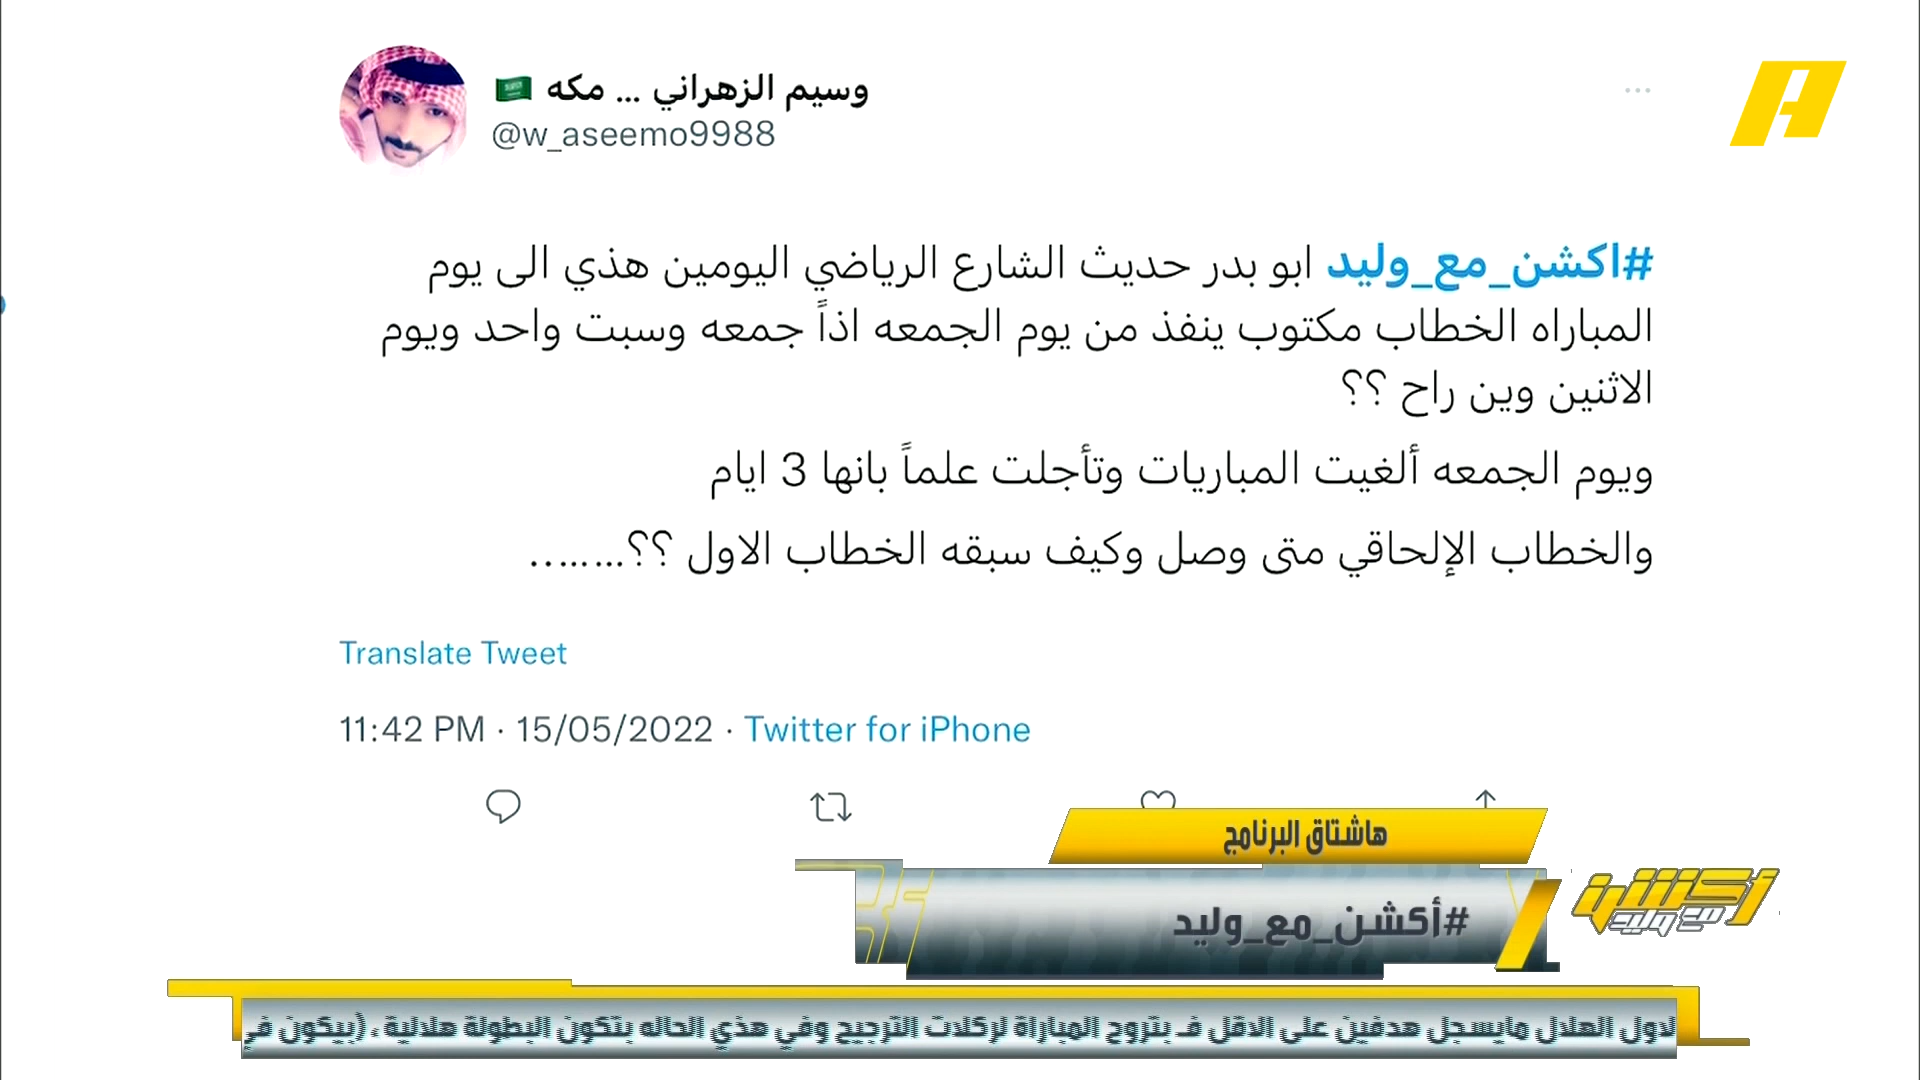 وسيم الزهراني ... مكه 🇸🇦
@w_aseemo9988
#اكشن_مع_وليد ابو بدر حديث الشارع الرياضي اليومين هذي الى يوم
المباراه الخطاب مكتوب ينفذ من يوم الجمعه اذاً جمعه وسبت واحد ويوم
الاثنين وين راح ؟؟
ويوم الجمعه ألغيت المباريات وتأجلت علماً بانها 3 ايام
والخطاب الإلحاقي متى وصل وكيف سبقه الخطاب الاول ؟؟........
Translate Tweet
11:42 PM · 15/05/2022 · Twitter for iPhone
هاشتاق البرنامج
#أكشن_مع_وليد
أكشن
مع وليد
لاول الهلال مايسجل هدفين على الاقل فـ بتروح المباراة لركلات الترجيح وفي هذي الحاله بتكون البطولة هلالية . (بيكون في